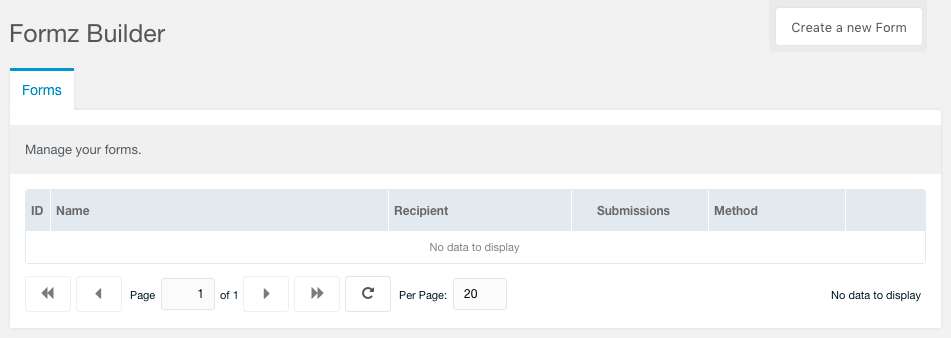 Formz Builder
Create a new Form
Forms
Manage your forms.
ID Name Recipient Submissions Method
No data to display
Page 1 of 1 Per Page: 20 No data to display